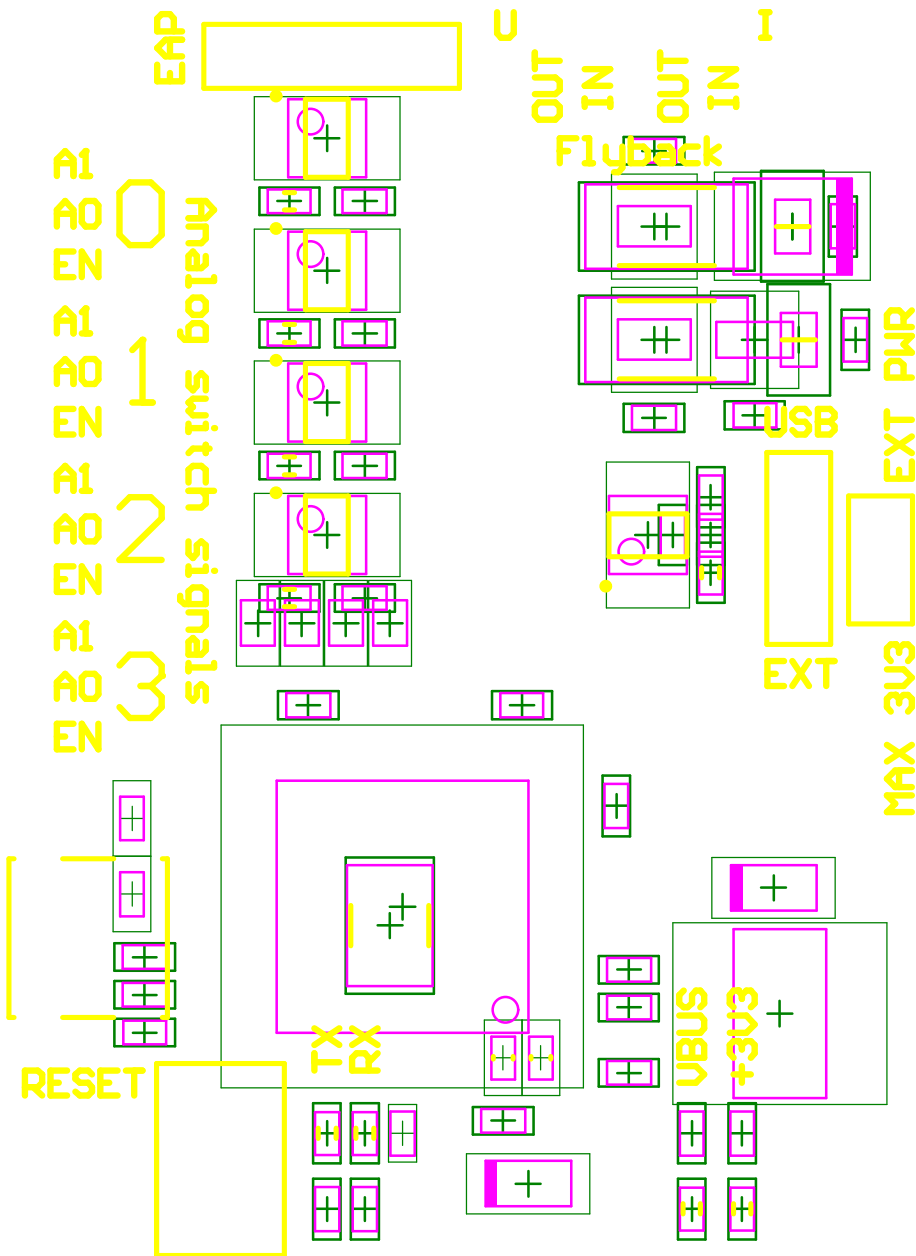 EAP
U
I
OUT
IN
OUT
IN
Flyback
A1
A0
EN
0
A1
A0
EN
1
A1
A0
EN
2
A1
A0
EN
3
Analog switch signals
EXT PWR
USB
EXT
MAX 3V3
TX
RX
VBUS
+3V3
RESET